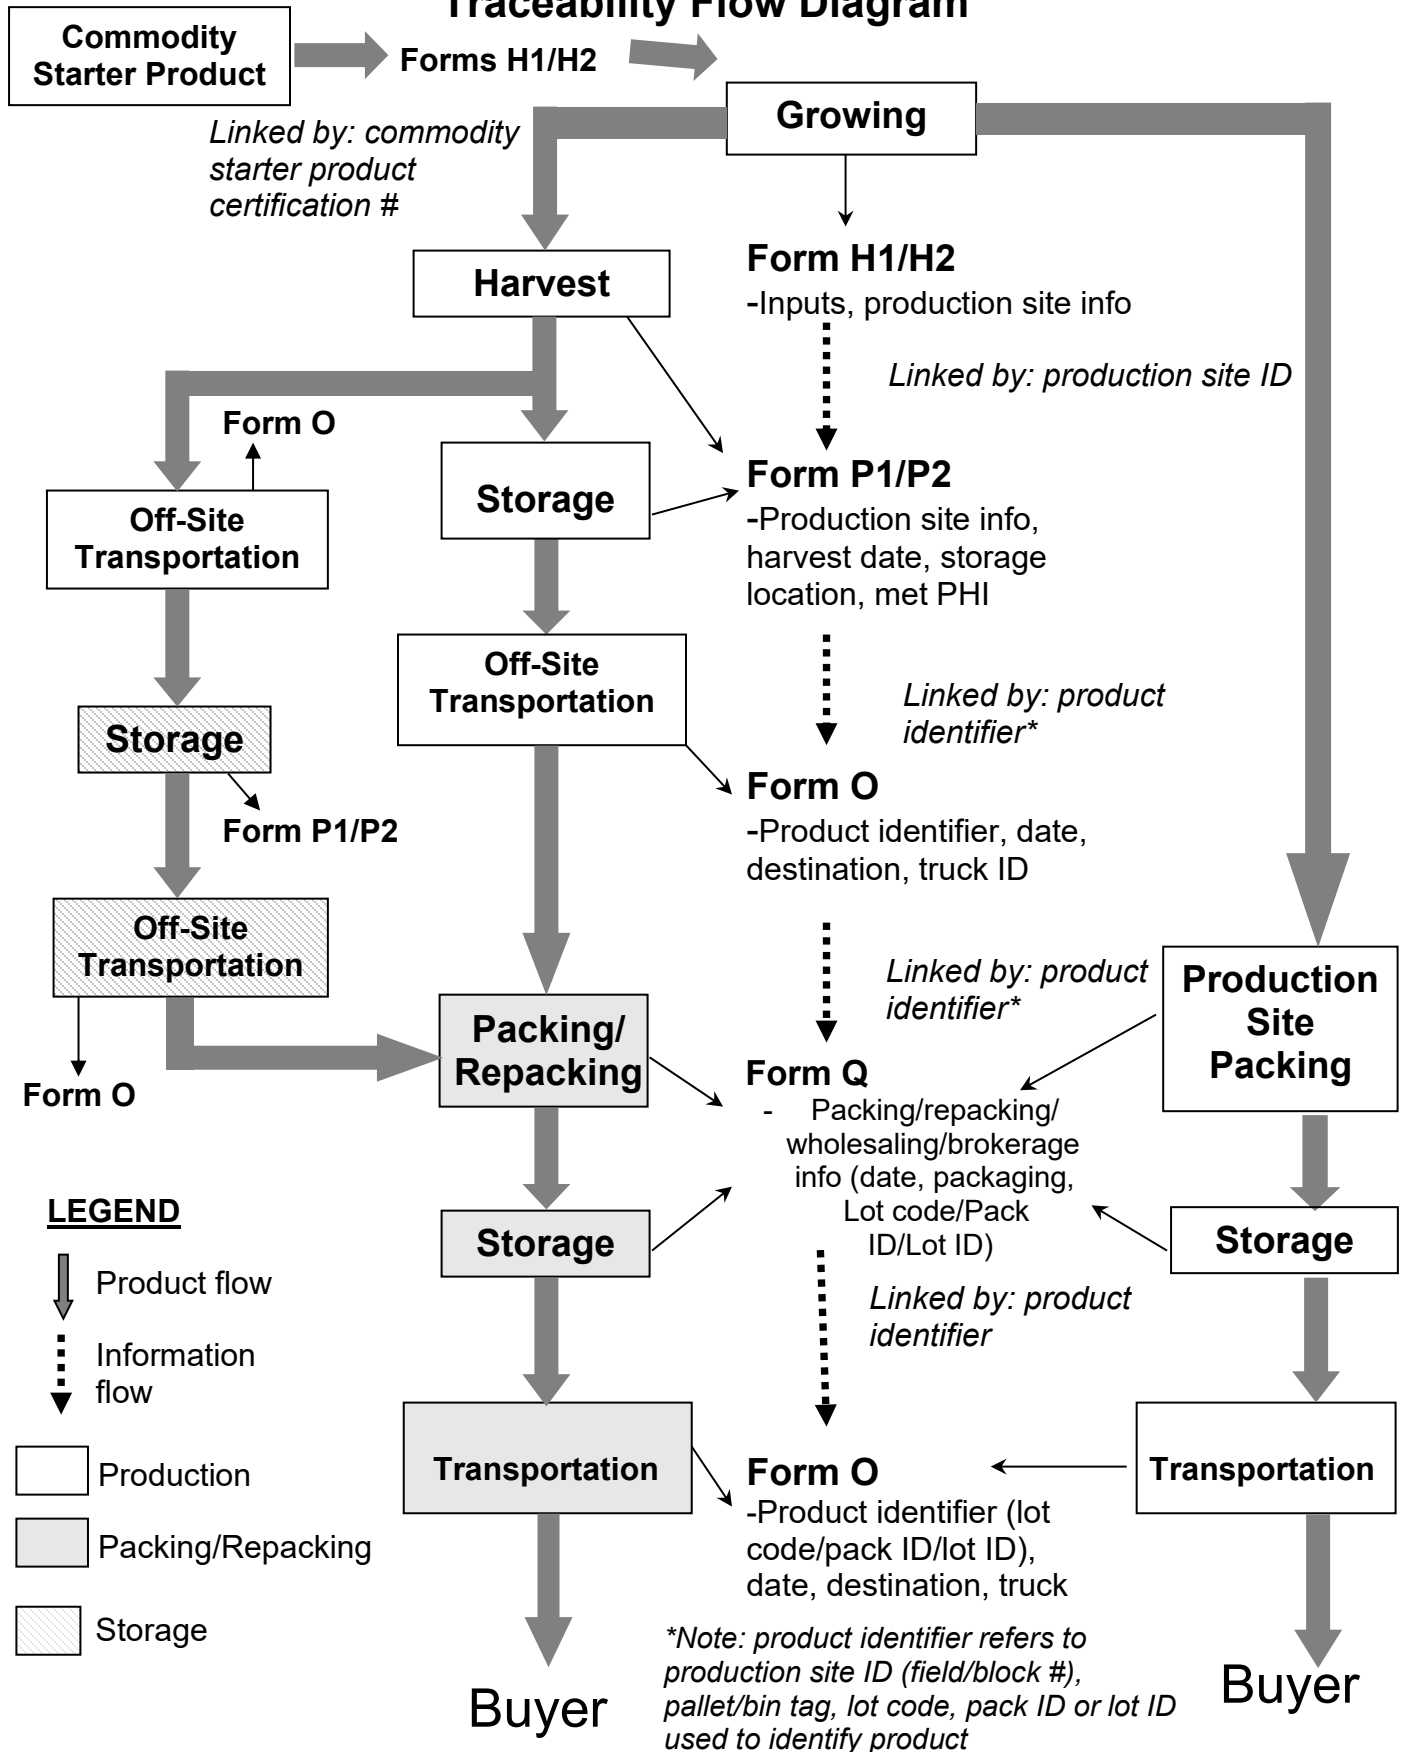 Traceability Flow Diagram
Commodity
Starter Product
Forms H1/H2
Growing
Linked by: commodity
starter product
certification #
Harvest
Form H1/H2
-Inputs, production site info
Linked by: production site ID
Form O
Off-Site
Transportation
Storage
Form P1/P2
-Production site info,
harvest date, storage
location, met PHI
Off-Site
Transportation
Linked by: product
identifier*
Storage
Form P1/P2
Form O
-Product identifier, date,
destination, truck ID
Off-Site
Transportation
Form O
Linked by: product
identifier*
Production
Site
Packing
Packing/
Repacking
Form Q
- Packing/repacking/
wholesaling/brokerage
info (date, packaging,
Lot code/Pack
ID/Lot ID)
Storage
Storage
Linked by: product
identifier
LEGEND
Product flow
Information
flow
Production
Packing/Repacking
Storage
Transportation
Form O
-Product identifier (lot
code/pack ID/lot ID),
date, destination, truck
Transportation
*Note: product identifier refers to
production site ID (field/block #),
pallet/bin tag, lot code, pack ID or lot ID
used to identify product
Buyer
Buyer